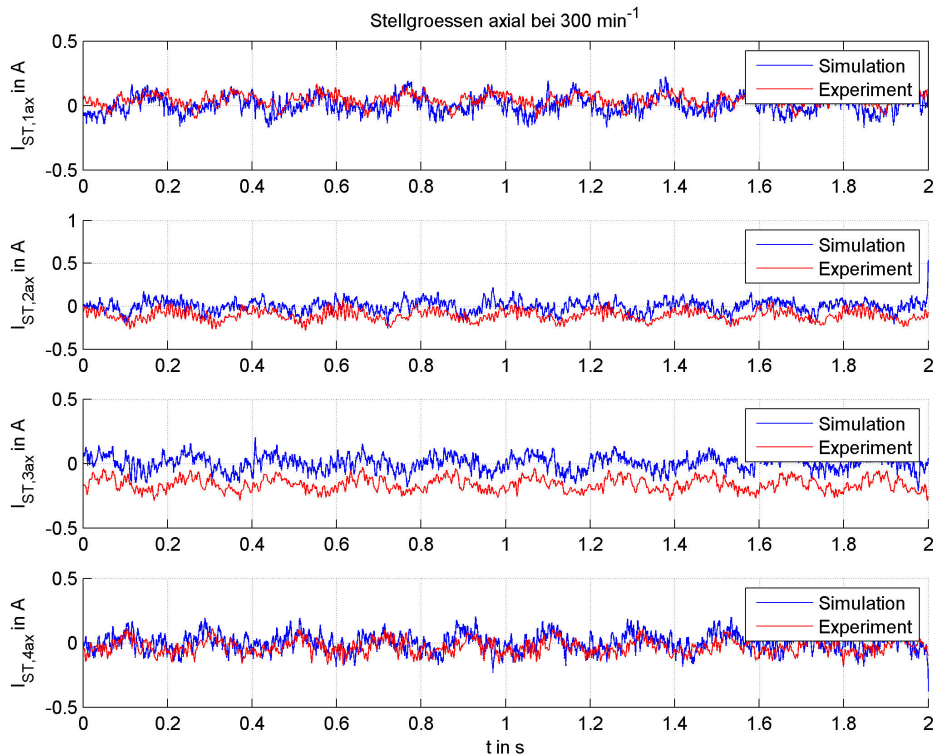 Stellgroessen axial bei 300 min-1
0.5
0
-0.5
I_ST,1ax in A
Simulation
Experiment
0 0.2 0.4 0.6 0.8 1 1.2 1.4 1.6 1.8 2
1
0.5
0
-0.5
I_ST,2ax in A
Simulation
Experiment
0 0.2 0.4 0.6 0.8 1 1.2 1.4 1.6 1.8 2
0.5
0
-0.5
I_ST,3ax in A
Simulation
Experiment
0 0.2 0.4 0.6 0.8 1 1.2 1.4 1.6 1.8 2
0.5
0
-0.5
I_ST,4ax in A
Simulation
Experiment
0 0.2 0.4 0.6 0.8 1 1.2 1.4 1.6 1.8 2
t in s